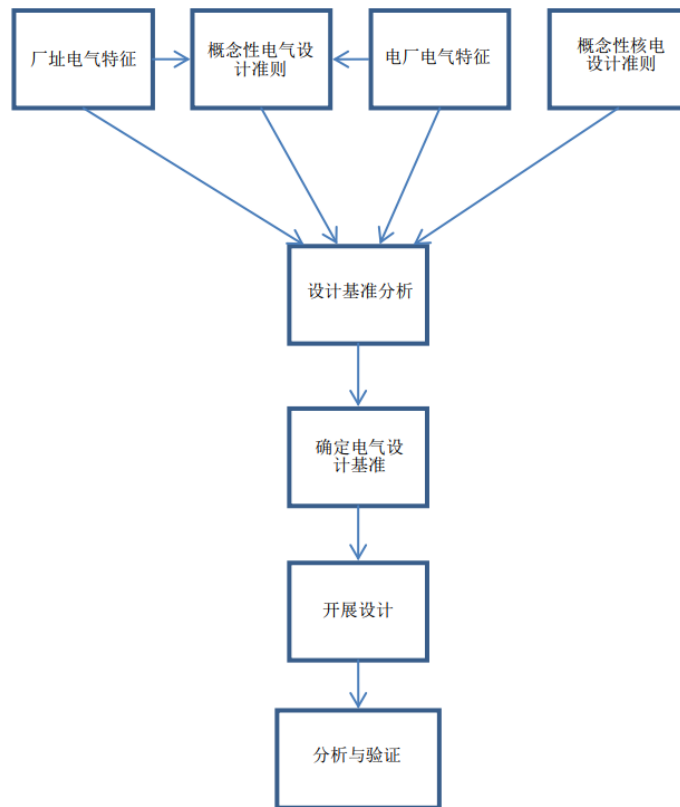 厂址电气特征
概念性电气设
计准则
电厂电气特征
概念性核电
设计准则
设计基准分析
确定电气设
计基准
开展设计
分析与验证